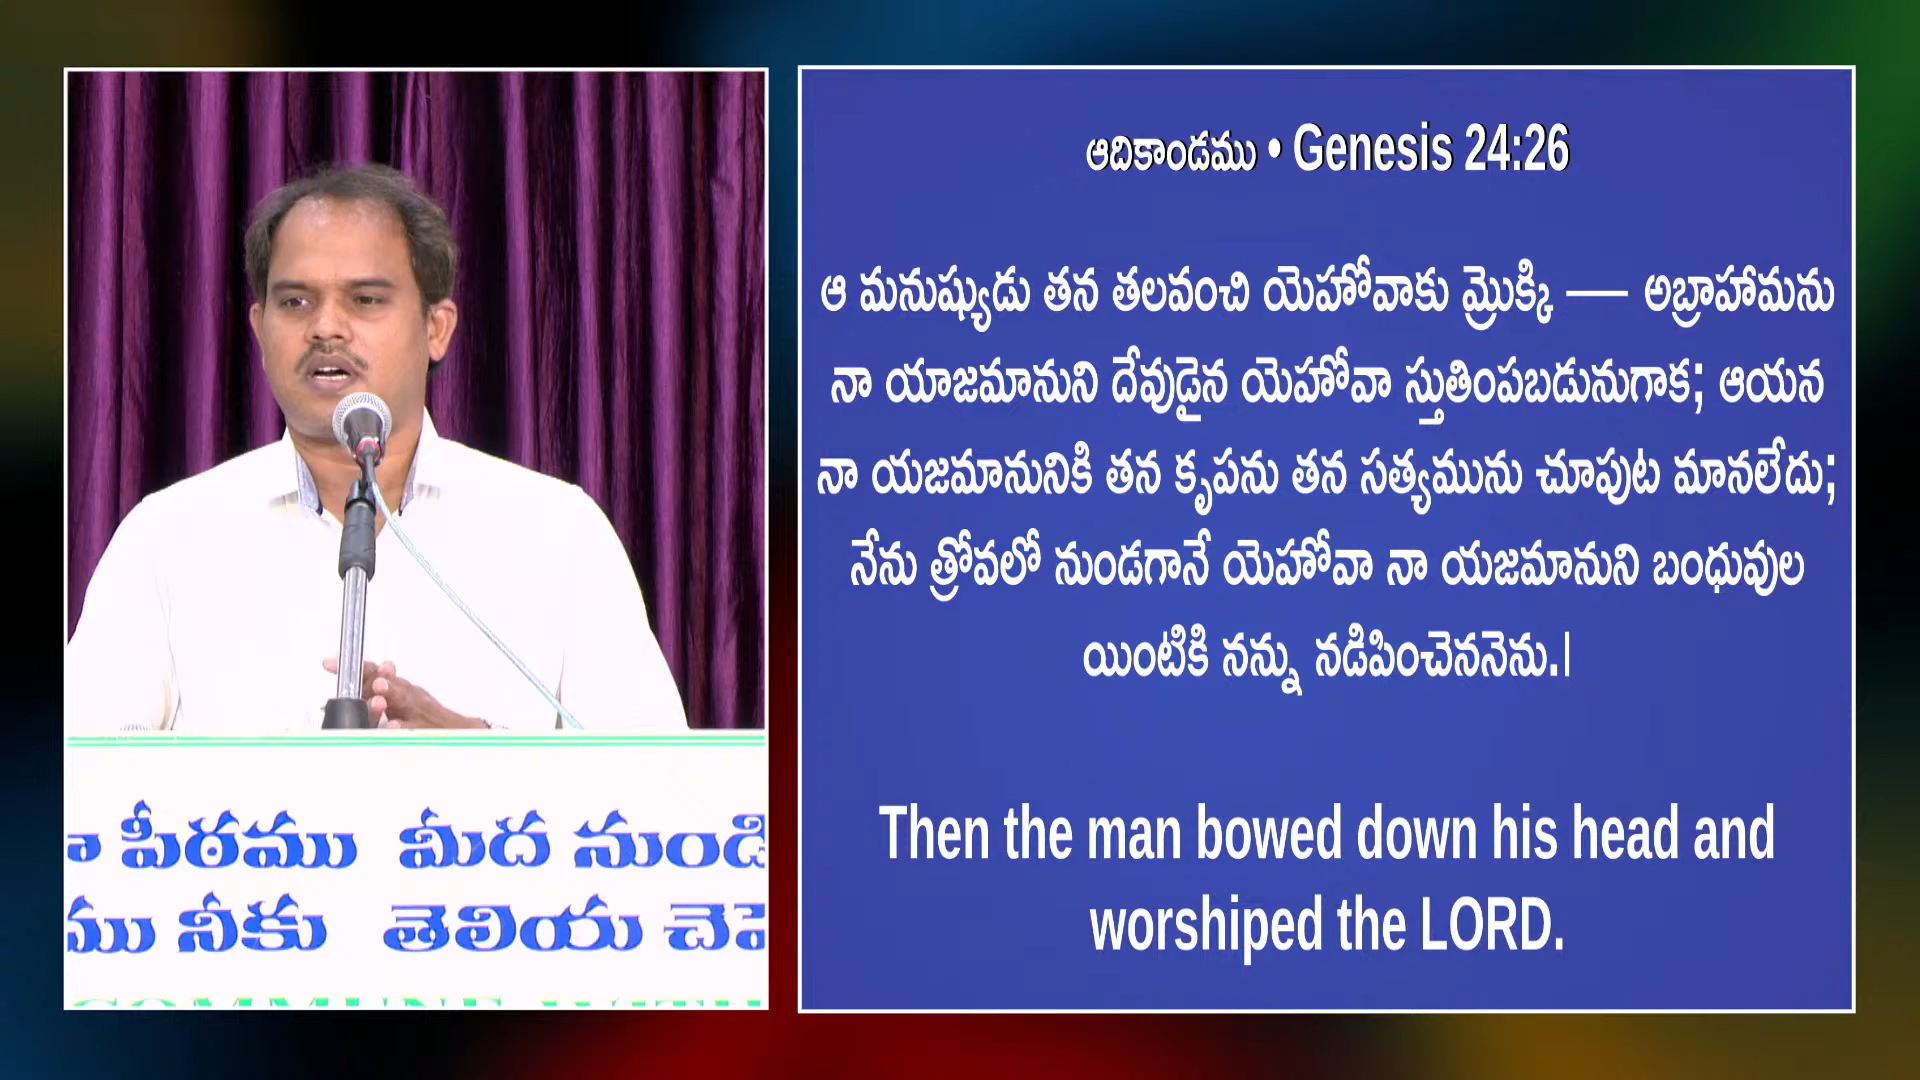 ఆదికాండము • Genesis 24:26
ఆ మనుష్యుడు తన తలవంచి యెహోవాకు మ్రొక్కి –– అబ్రాహామను
నా యాజమానుని దేవుడైన యెహోవా స్తుతింపబడునుగాక; ఆయన
నా యజమానునికి తన కృపను తన సత్యమును చూపుట మానలేదు;
నేను త్రోవలో నుండగానే యెహోవా నా యజమానుని బంధువుల
యింటికి నన్ను నడిపించెననెను.|
Then the man bowed down his head and
worshiped the LORD.
పీఠము మీద నుండి
ము నీకు తెలియ చె